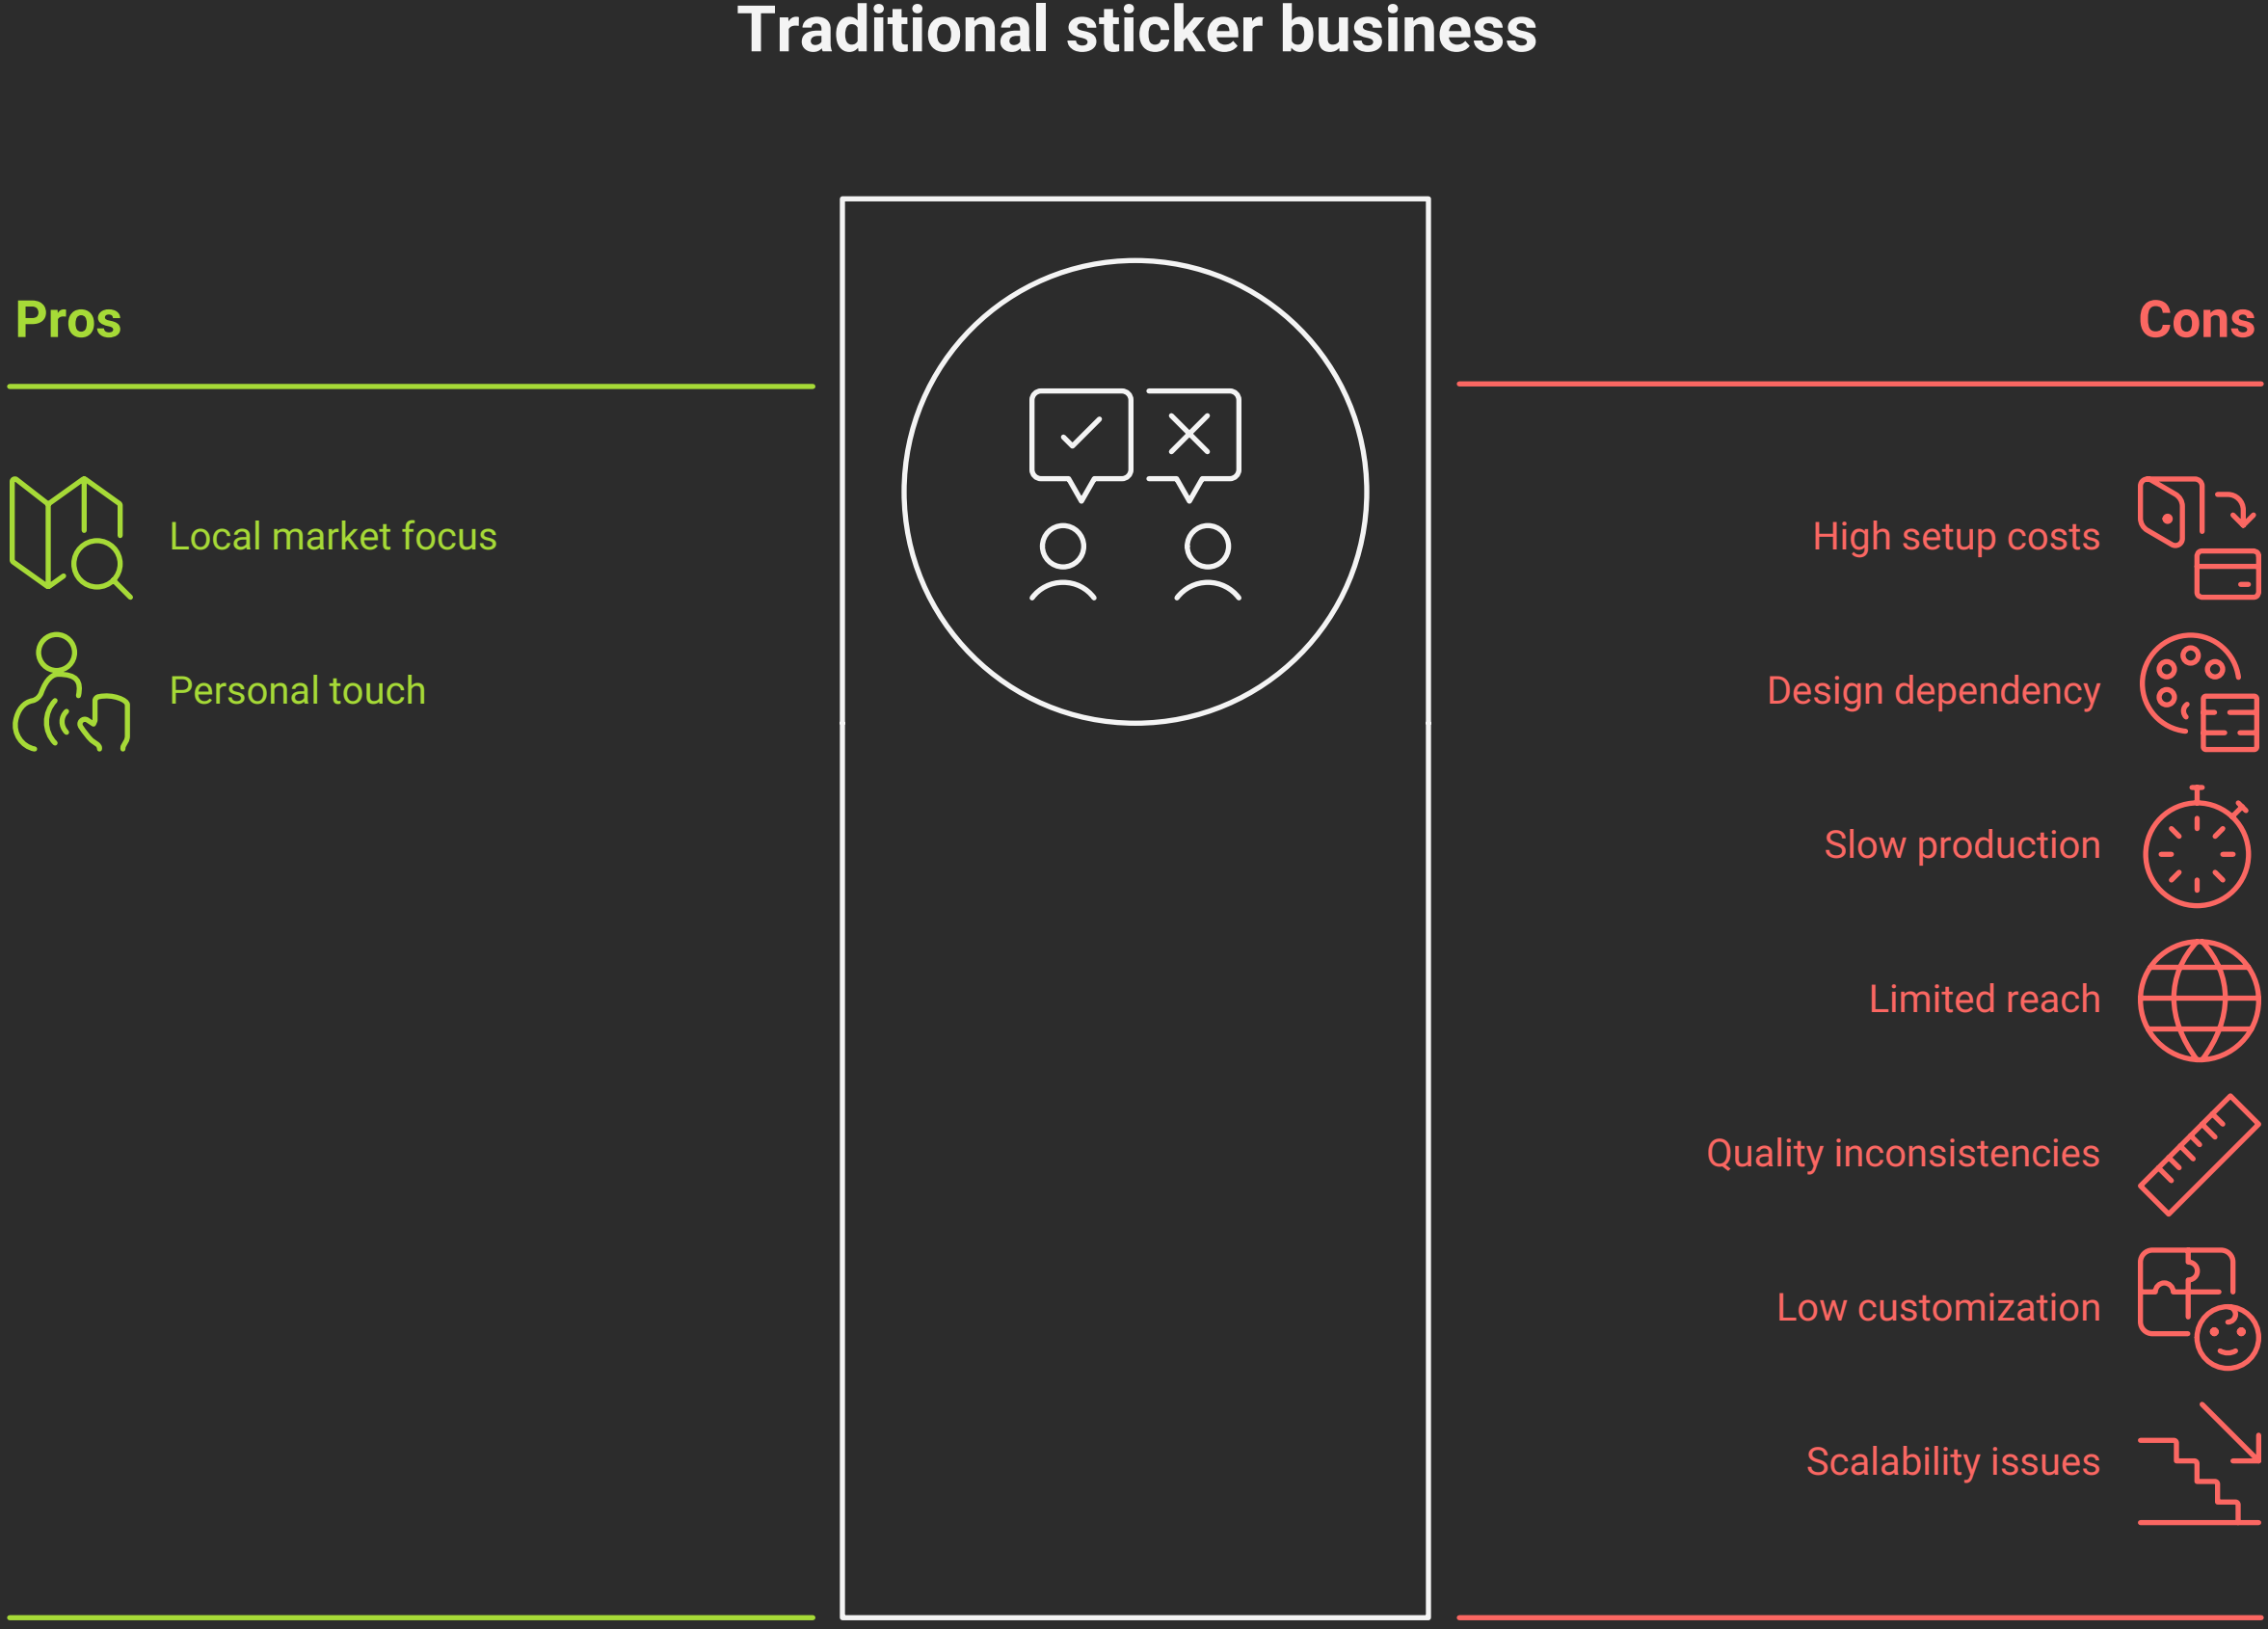 Traditional sticker business
Pros
Local market focus
Personal touch
Cons
High setup costs
Design dependency
Slow production
Limited reach
Quality inconsistencies
Low customization
Scalability issues